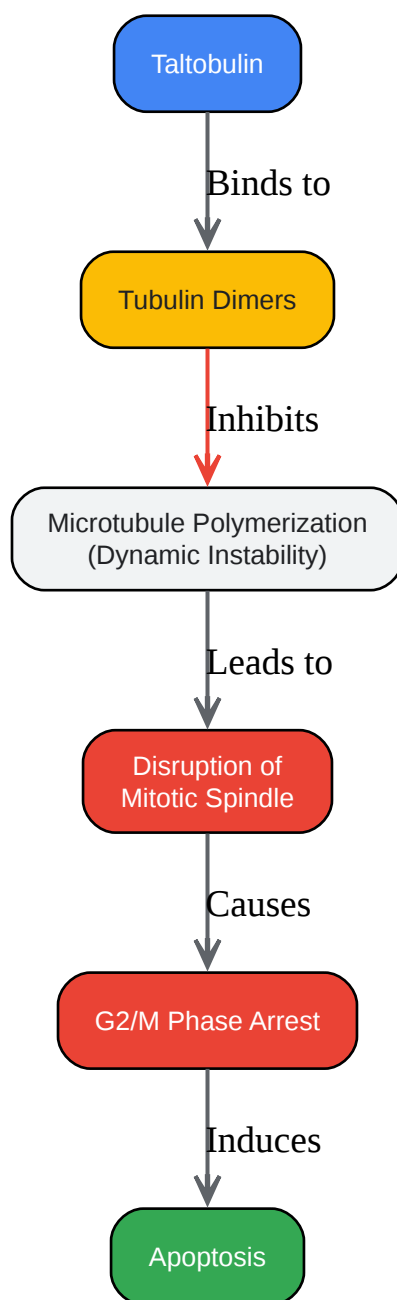 Taltobulin
Binds to
Tubulin Dimers
Inhibits
Microtubule Polymerization
(Dynamic Instability)
Leads to
Disruption of
Mitotic Spindle
Causes
G2/M Phase Arrest
Induces
Apoptosis